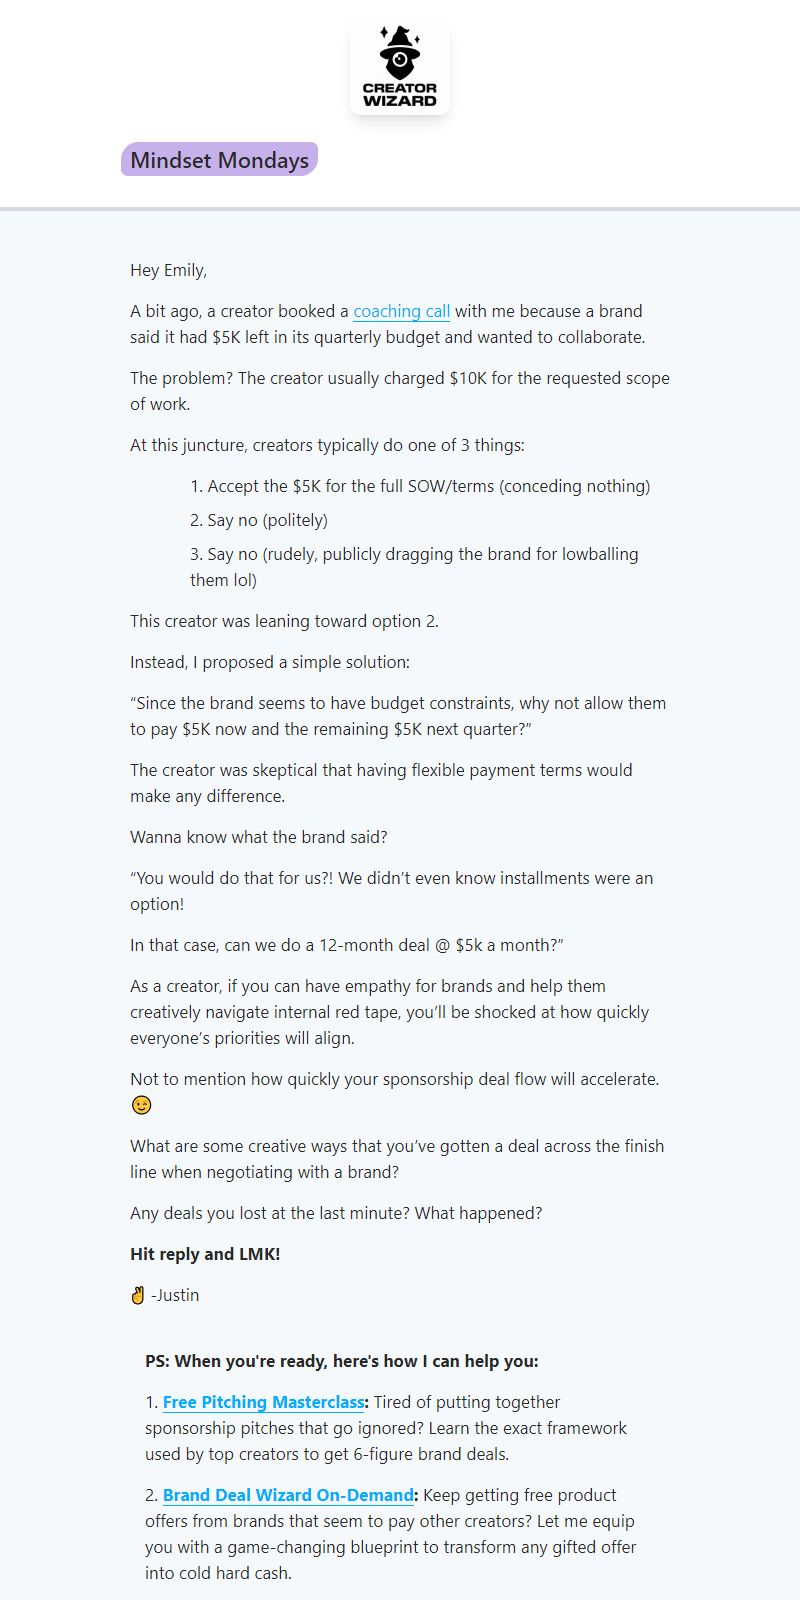 CREATOR
WIZARD
Mindset Mondays
Hey Emily,
A bit ago, a creator booked a coaching call with me because a brand
said it had $5K left in its quarterly budget and wanted to collaborate.
The problem? The creator usually charged $10K for the requested scope
of work.
At this juncture, creators typically do one of 3 things:
1. Accept the $5K for the full SOW/terms (conceding nothing)
2. Say no (politely)
3. Say no (rudely, publicly dragging the brand for lowballing
them lol)
This creator was leaning toward option 2.
Instead, I proposed a simple solution:
“Since the brand seems to have budget constraints, why not allow them
to pay $5K now and the remaining $5K next quarter?”
The creator was skeptical that having flexible payment terms would
make any difference.
Wanna know what the brand said?
“You would do that for us?! We didn’t even know installments were an
option!
In that case, can we do a 12-month deal @ $5k a month?”
As a creator, if you can have empathy for brands and help them
creatively navigate internal red tape, you’ll be shocked at how quickly
everyone’s priorities will align.
Not to mention how quickly your sponsorship deal flow will accelerate.
😉
What are some creative ways that you’ve gotten a deal across the finish
line when negotiating with a brand?
Any deals you lost at the last minute? What happened?
Hit reply and LMK!
✌️ -Justin
PS: When you're ready, here's how I can help you:
1. Free Pitching Masterclass: Tired of putting together
sponsorship pitches that go ignored? Learn the exact framework
used by top creators to get 6-figure brand deals.
2. Brand Deal Wizard On-Demand: Keep getting free product
offers from brands that seem to pay other creators? Let me equip
you with a game-changing blueprint to transform any gifted offer
into cold hard cash.